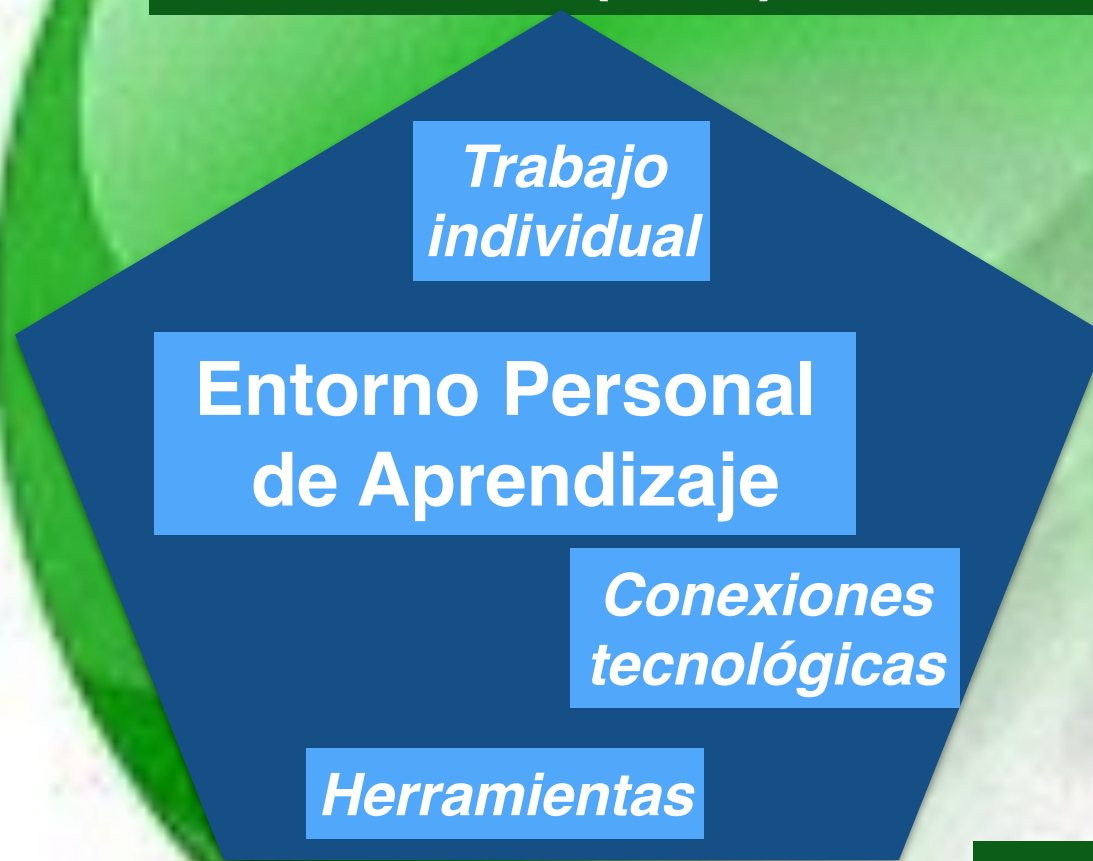 Trabajo
individual
Entorno Personal
de Aprendizaje
Conexiones
tecnológicas
Herramientas